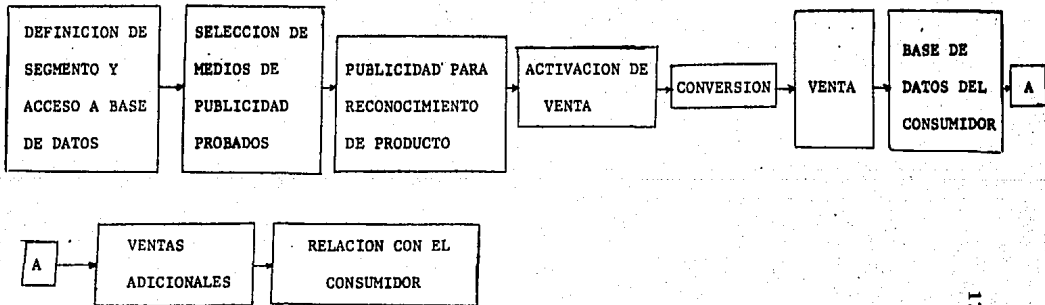 DEFINICION DE
SEGMENTO Y
ACCESO A BASE
DE DATOS
SELECCION DE
MEDIOS DE
PUBLICIDAD
PROBADOS
PUBLICIDAD PARA
RECONOCIMIENTO
DE PRODUCTO
ACTIVACION DE
VENTA
CONVERSION
VENTA
BASE DE
DATOS DEL
CONSUMIDOR
A
A
VENTAS
ADICIONALES
RELACION CON EL
CONSUMIDOR